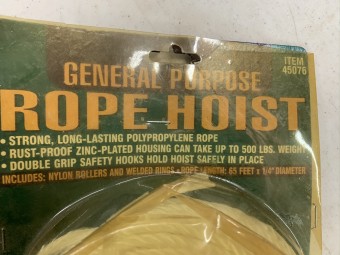 ITEM
45076
GENERAL PURPOSE
ROPE HOIST
• STRONG, LONG-LASTING POLYPROPYLENE ROPE
• RUST-PROOF ZINC-PLATED HOUSING CAN TAKE UP TO 500 LBS. WEIGHT
• DOUBLE GRIP SAFETY HOOKS HOLD HOIST SAFELY IN PLACE
INCLUDES: NYLON ROLLERS AND WELDED RINGS • ROPE LENGTH: 65 FEET x 1/4" DIAMETER